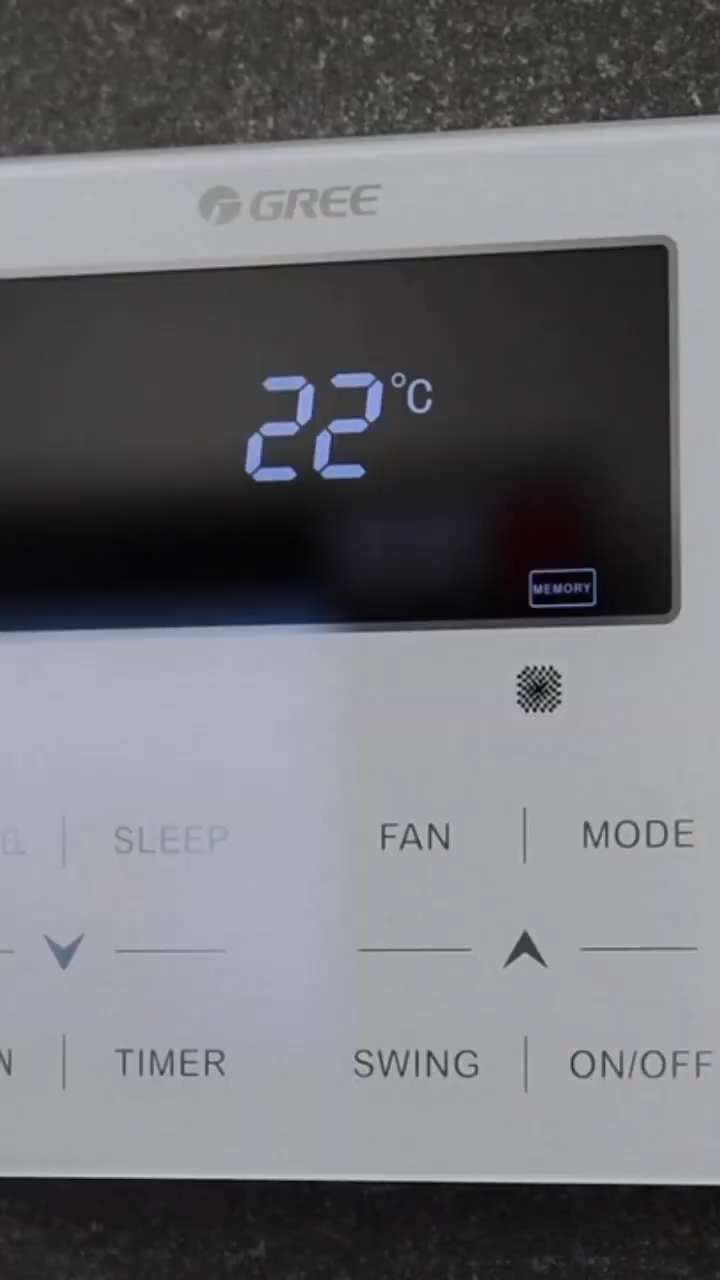 GREE
22°C
MEMORY
SLEEP | FAN | MODE
TIMER | SWING | ON/OFF